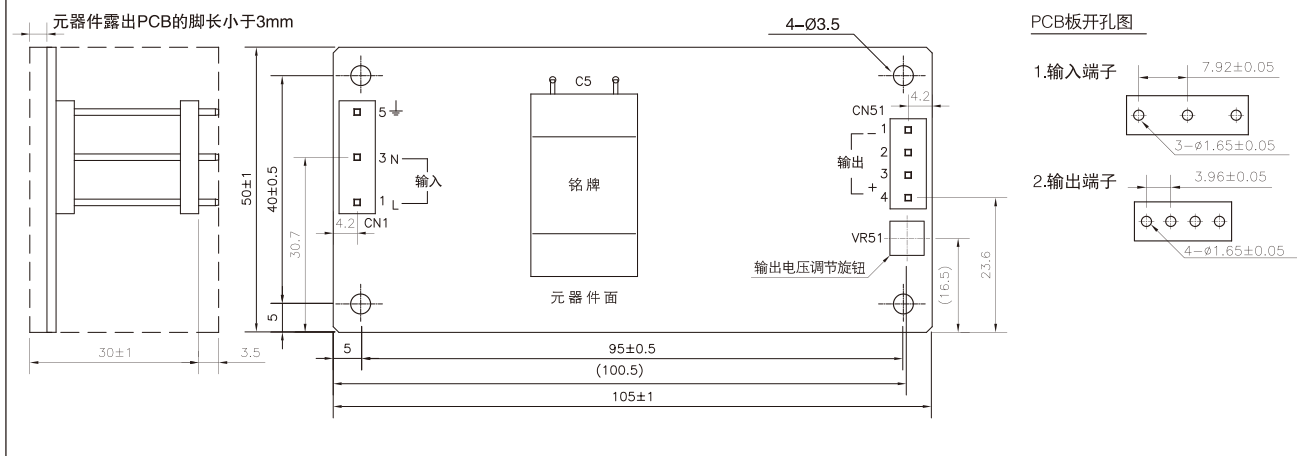 元器件露出PCB的脚长小于3mm
4-Ø3.5
PCB板开孔图
C5
1.输入端子
7.92±0.05
4.2
CN51
5
1
2
3
4
输出
+
3 N
输入
1 L
4.2
CN1
铭牌
3-ø1.65±0.05
2.输出端子
3.96±0.05
4-ø1.65±0.05
VR51
输出电压调节旋钮
元器件面
50±1
40±0.5
30.7
5
(16.5)
23.6
30±1
3.5
5
95±0.5
(100.5)
105±1